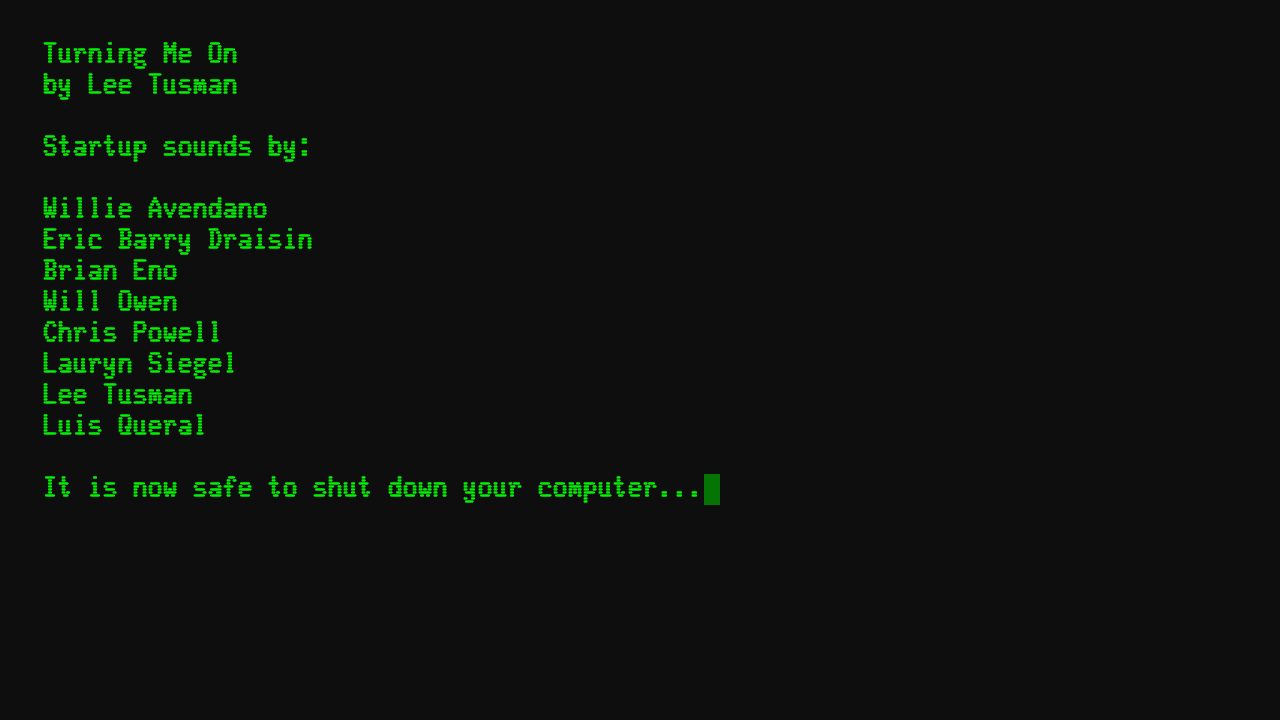 Turning Me On
by Lee Tusman
Startup sounds by:
Willie Avendano
Eric Barry Draisin
Brian Eno
Will Owen
Chris Powell
Lauryn Siegel
Lee Tusman
Luis Queral
It is now safe to shut down your computer...